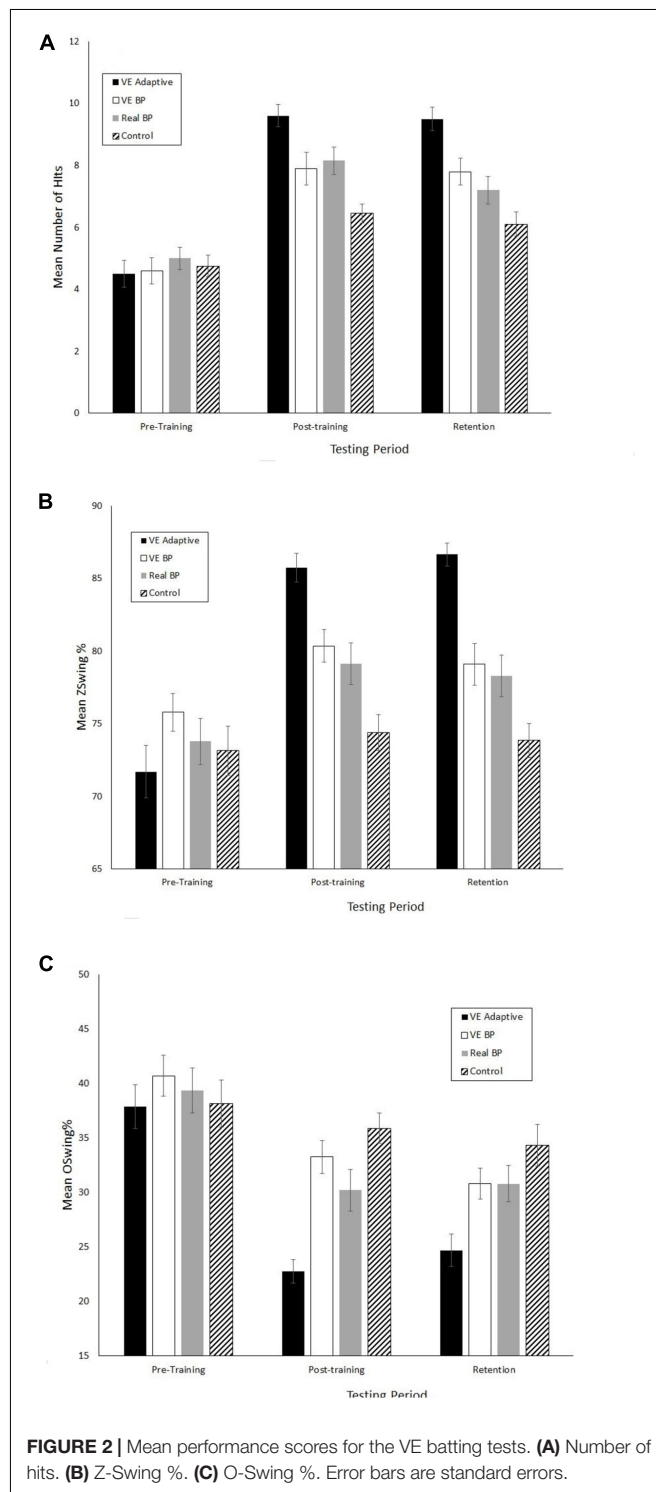 A
12
10
8
6
4
2
0
Mean Number of Hits
VE Adaptive
VE BP
Real BP
Control
Pre-Training
Post-training
Retention
Testing Period
B
90
85
80
75
70
65
Mean ZSwing %
VE Adaptive
VE BP
Real BP
Control
Pre-Training
Post-training
Retention
Testing Period
C
50
45
40
35
30
25
20
15
Mean OSwing%
VE Adaptive
VE BP
Real BP
Control
Pre-Training
Post-training
Retention
Testing Period
FIGURE 2 | Mean performance scores for the VE batting tests. (A) Number of
hits. (B) Z-Swing %. (C) O-Swing %. Error bars are standard errors.